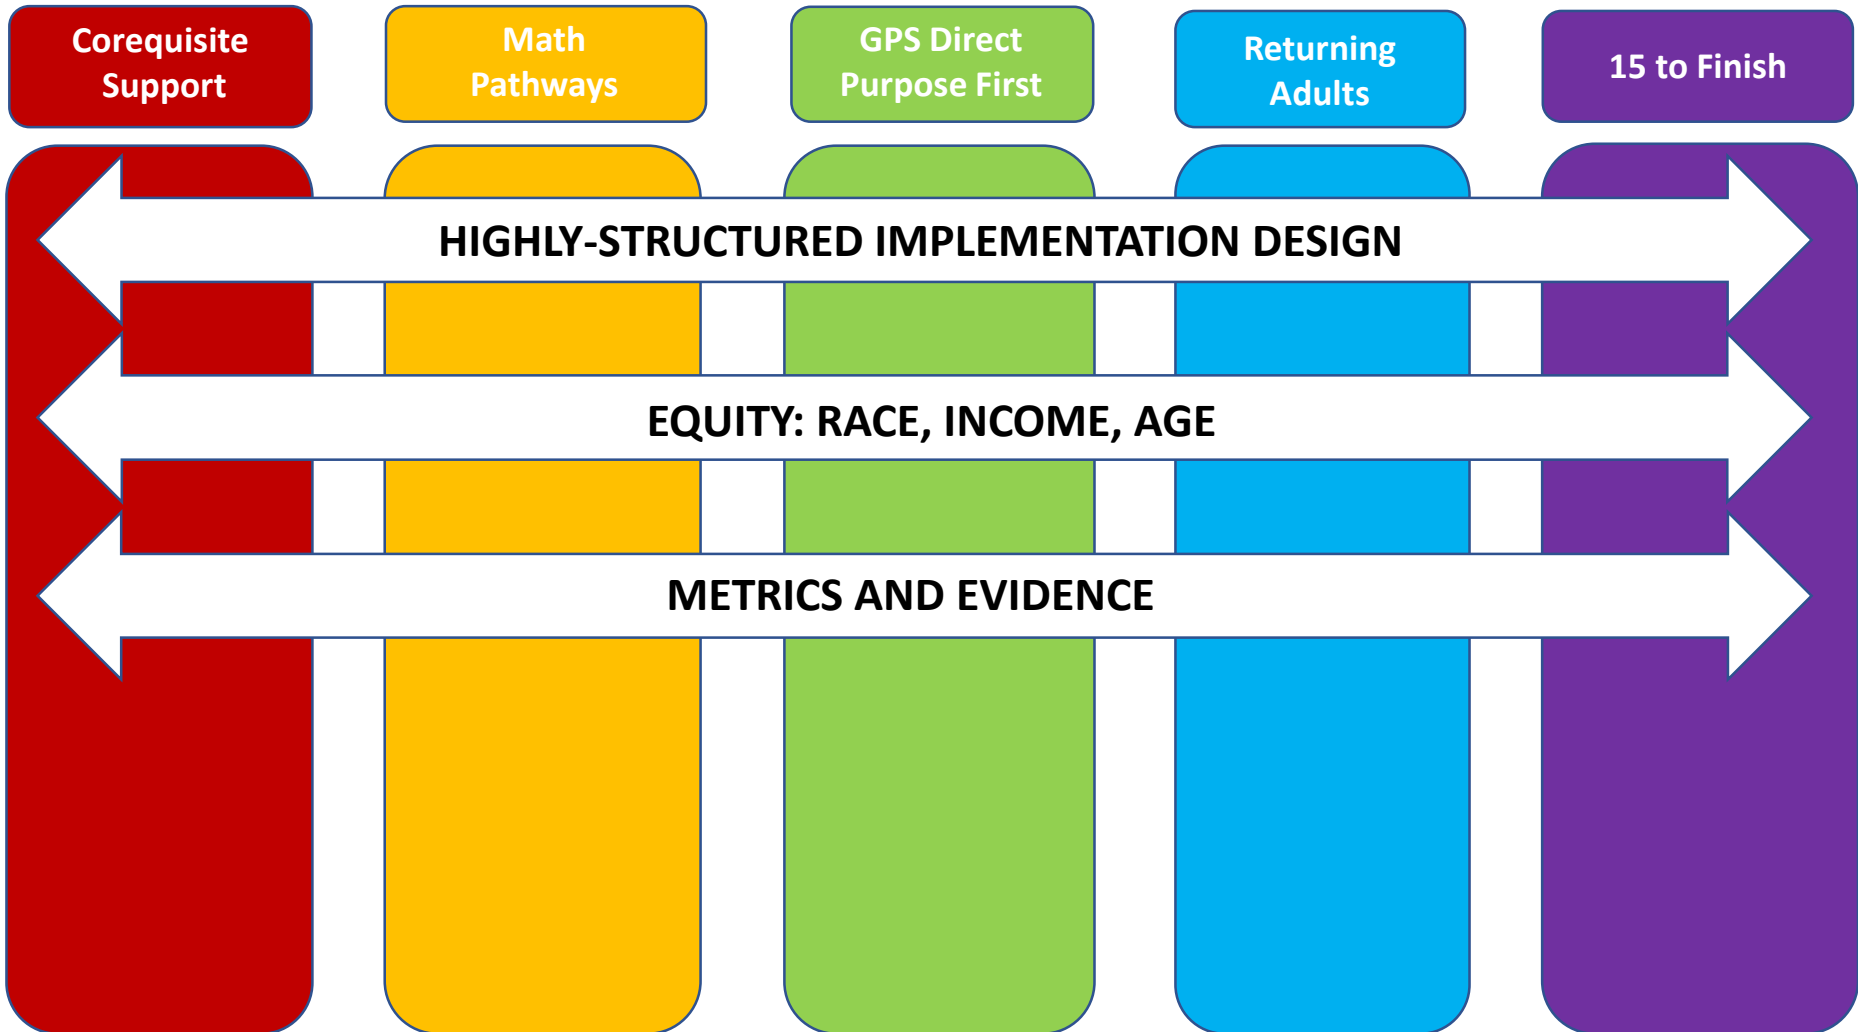 Corequisite
Support
Math
Pathways
GPS Direct
Purpose First
Returning
Adults
15 to Finish
HIGHLY-STRUCTURED IMPLEMENTATION DESIGN
EQUITY: RACE, INCOME, AGE
METRICS AND EVIDENCE